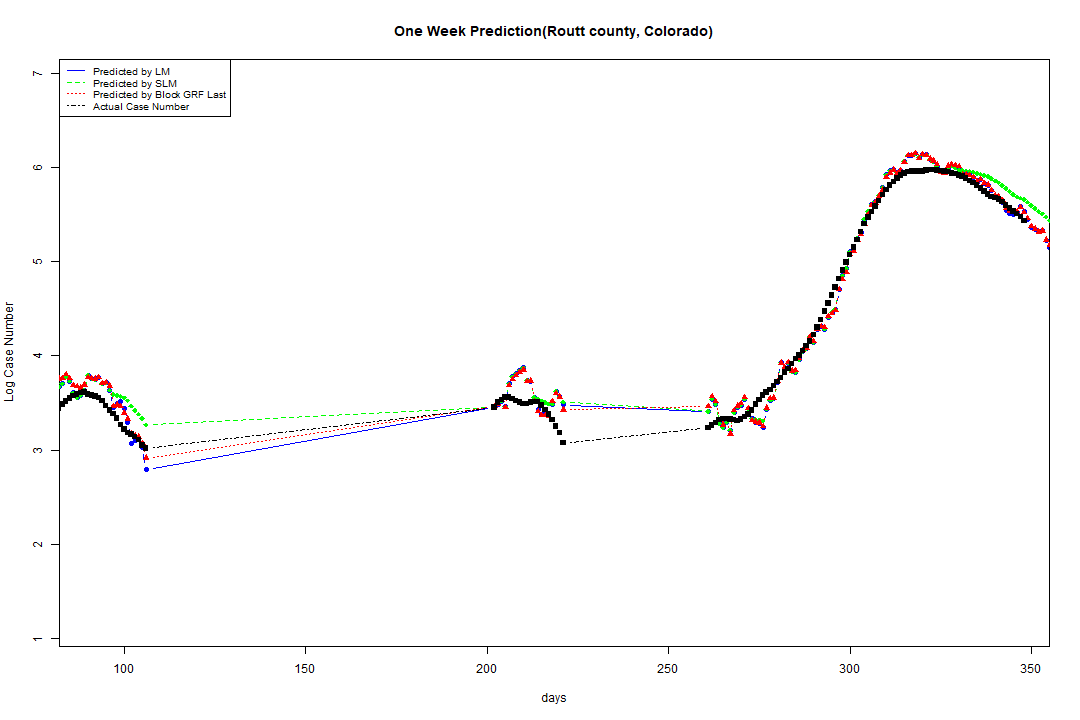 One Week Prediction(Routt county, Colorado)
Predicted by LM
Predicted by SLM
Predicted by Block GRF Last
Actual Case Number
7
6
5
4
3
2
1
Log Case Number
100 150 200 250 300 350
days